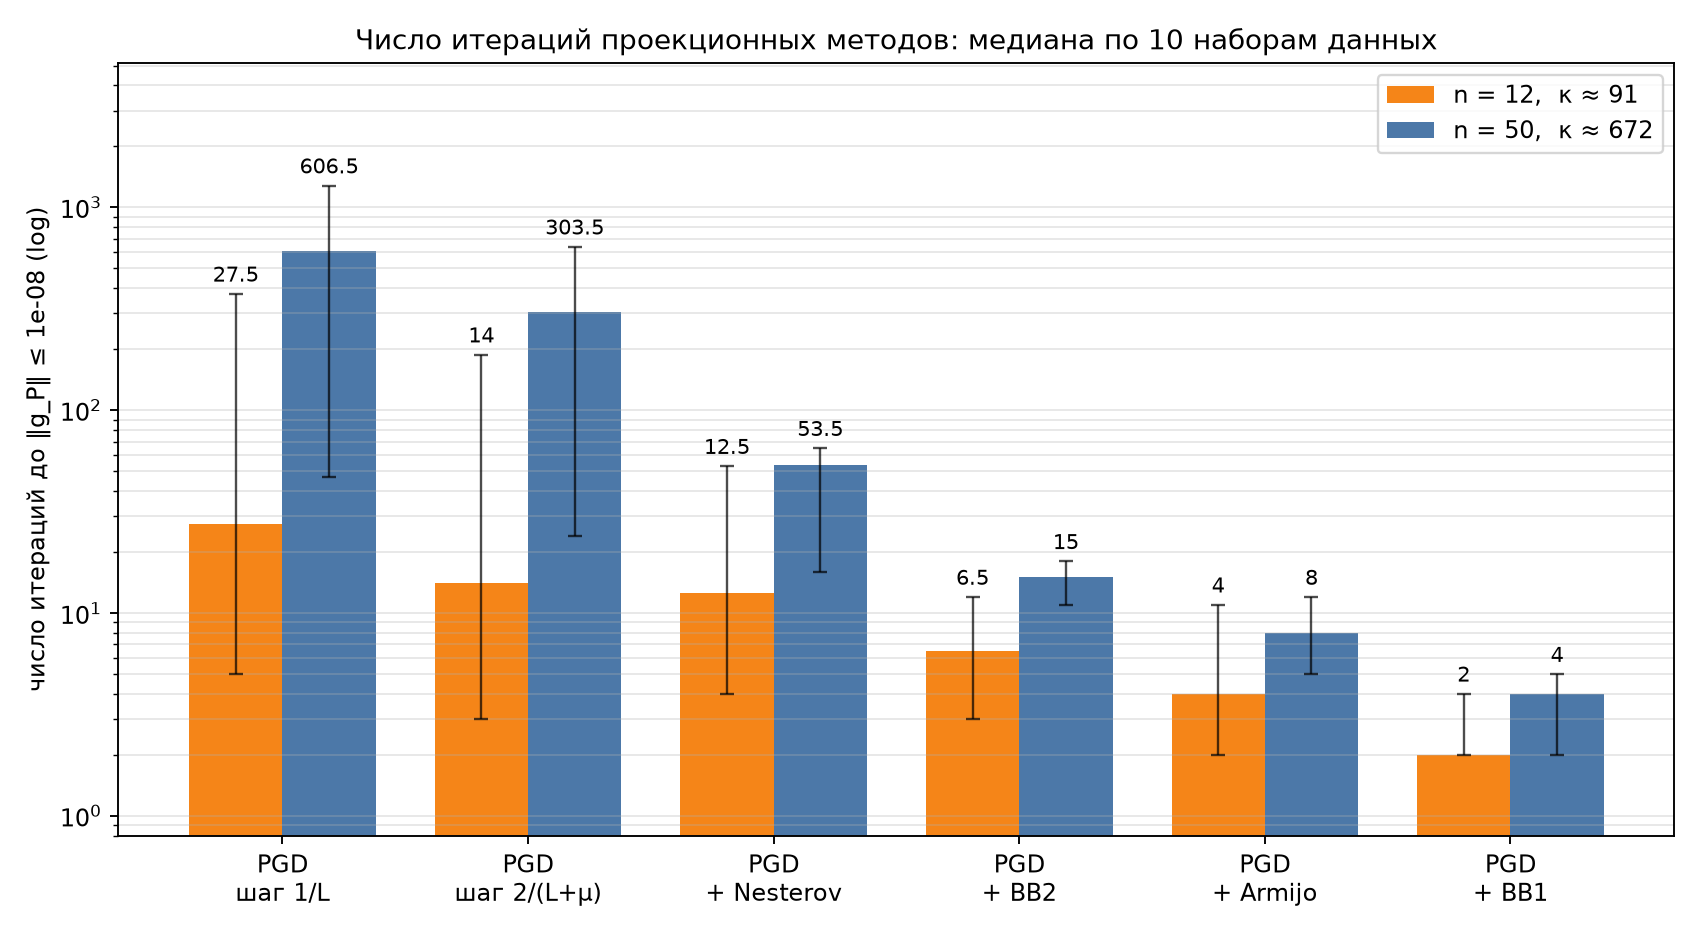 Число итераций проекционных методов: медиана по 10 наборам данных
n = 12, κ ≈ 91
n = 50, κ ≈ 672
число итераций до ‖g_P‖ ≤ 1e-08 (log)
10³
10²
10¹
10⁰
27.5
606.5
14
303.5
12.5
53.5
6.5
15
4
8
2
4
PGD
шаг 1/L
PGD
шаг 2/(L+μ)
PGD
+ Nesterov
PGD
+ BB2
PGD
+ Armijo
PGD
+ BB1